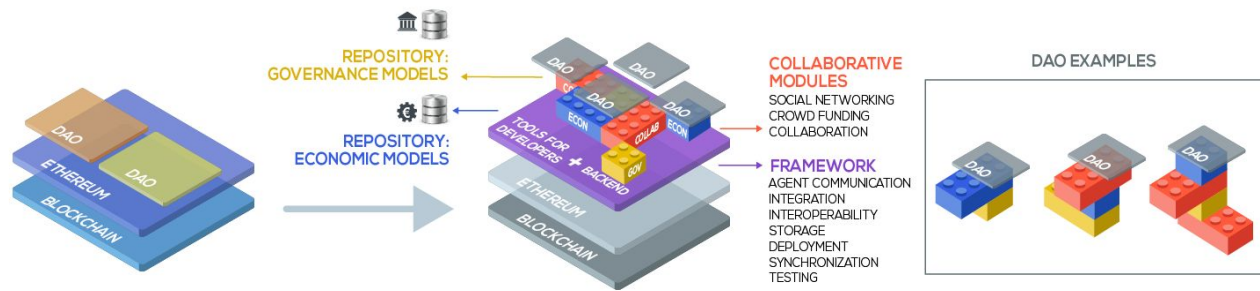 DAO
DAO
ETHEREUM
BLOCKCHAIN
REPOSITORY:
GOVERNANCE MODELS
REPOSITORY:
ECONOMIC MODELS
DAO
DAO
DAO
DAO
ECON
COLLAB
ECON
GOV
TOOLS FOR
DEVELOPERS + BACKEND
ETHEREUM
BLOCKCHAIN
COLLABORATIVE
MODULES
SOCIAL NETWORKING
CROWD FUNDING
COLLABORATION
FRAMEWORK
AGENT COMMUNICATION
INTEGRATION
INTEROPERABILITY
STORAGE
DEPLOYMENT
SYNCHRONIZATION
TESTING
DAO EXAMPLES
DAO
DAO
DAO